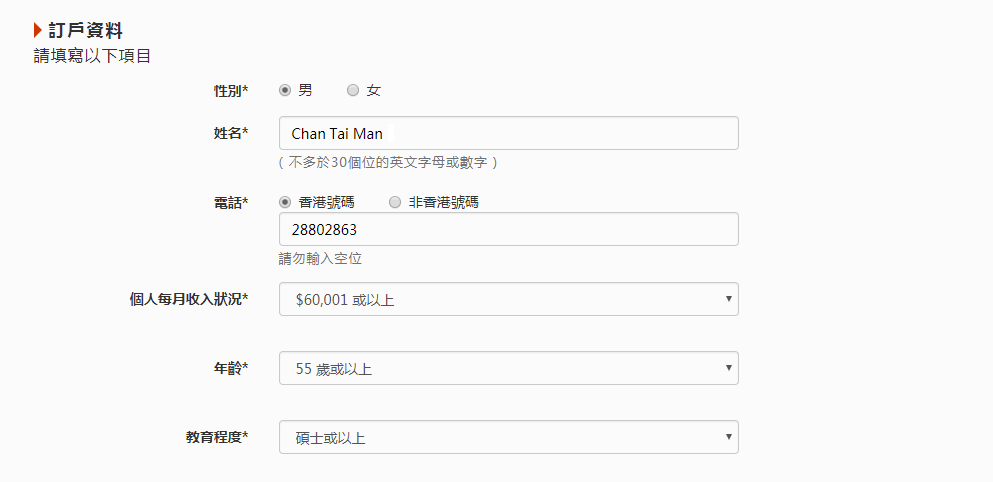 訂戶資料
請填寫以下項目
性別* 男 女
姓名* Chan Tai Man
( 不多於30個位的英文字母或數字 )
電話* 香港號碼 非香港號碼
28802863
請勿輸入空位
個人每月收入狀況* $60,001 或以上
年齡* 55 歲或以上
教育程度* 碩士或以上